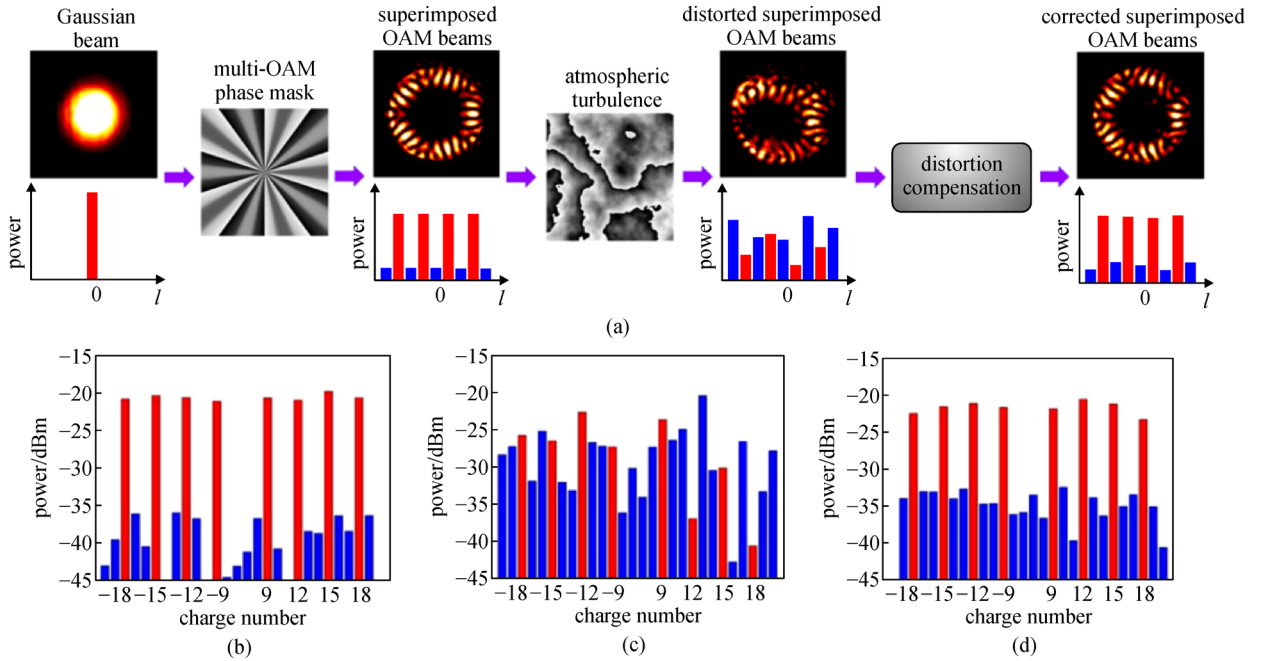 Gaussian
beam
multi-OAM
phase mask
superimposed
OAM beams
atmospheric
turbulence
distorted superimposed
OAM beams
distortion
compensation
corrected superimposed
OAM beams
power
0
l
power
0
l
power
0
l
power
0
l
(a)
power/dBm
−15
−20
−25
−30
−35
−40
−45
−18 −15 −12 −9 9 12 15 18
charge number
(b)
power/dBm
−15
−20
−25
−30
−35
−40
−45
−18 −15 −12 −9 9 12 15 18
charge number
(c)
power/dBm
−15
−20
−25
−30
−35
−40
−45
−18 −15 −12 −9 9 12 15 18
charge number
(d)